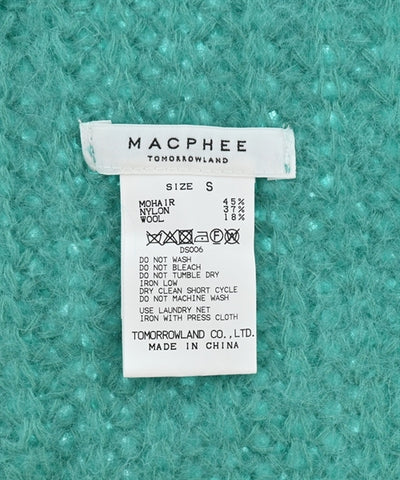 MACPHEE
TOMORROWLAND
SIZE S
MOHAIR 45%
NYLON 37%
WOOL 18%
DS006
DO NOT WASH
DO NOT BLEACH
DO NOT TUMBLE DRY
IRON LOW
DRY CLEAN SHORT CYCLE
DO NOT MACHINE WASH
USE LAUNDRY NET
IRON WITH PRESS CLOTH
TOMORROWLAND CO.,LTD.
MADE IN CHINA